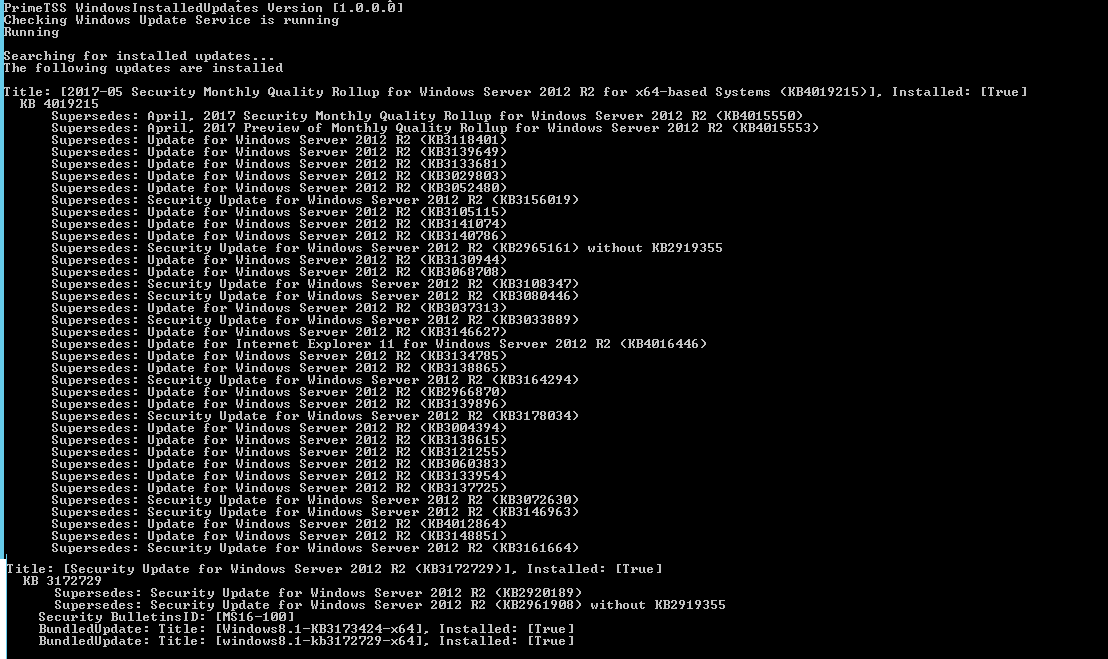 PrimeTSS WindowsInstalledUpdates Version [1.0.0.0]
Checking Windows Update Service is running
Running
Searching for installed updates...
The following updates are installed
Title: [2017-05 Security Monthly Quality Rollup for Windows Server 2012 R2 for x64-based Systems (KB4019215)], Installed: [True]
KB 4019215
Supersedes: April, 2017 Security Monthly Quality Rollup for Windows Server 2012 R2 (KB4015550)
Supersedes: April, 2017 Preview of Monthly Quality Rollup for Windows Server 2012 R2 (KB4015553)
Supersedes: Update for Windows Server 2012 R2 (KB3118401)
Supersedes: Update for Windows Server 2012 R2 (KB3139649)
Supersedes: Update for Windows Server 2012 R2 (KB3133681)
Supersedes: Update for Windows Server 2012 R2 (KB3029803)
Supersedes: Update for Windows Server 2012 R2 (KB3052480)
Supersedes: Security Update for Windows Server 2012 R2 (KB3156019)
Supersedes: Update for Windows Server 2012 R2 (KB3105115)
Supersedes: Update for Windows Server 2012 R2 (KB3141074)
Supersedes: Update for Windows Server 2012 R2 (KB3140786)
Supersedes: Security Update for Windows Server 2012 R2 (KB2965161) without KB2919355
Supersedes: Update for Windows Server 2012 R2 (KB3130944)
Supersedes: Update for Windows Server 2012 R2 (KB3068708)
Supersedes: Security Update for Windows Server 2012 R2 (KB3108347)
Supersedes: Security Update for Windows Server 2012 R2 (KB3080446)
Supersedes: Update for Windows Server 2012 R2 (KB3037313)
Supersedes: Security Update for Windows Server 2012 R2 (KB3033889)
Supersedes: Update for Windows Server 2012 R2 (KB3146627)
Supersedes: Update for Internet Explorer 11 for Windows Server 2012 R2 (KB4016446)
Supersedes: Update for Windows Server 2012 R2 (KB3134785)
Supersedes: Update for Windows Server 2012 R2 (KB3138865)
Supersedes: Security Update for Windows Server 2012 R2 (KB3164294)
Supersedes: Update for Windows Server 2012 R2 (KB2966870)
Supersedes: Update for Windows Server 2012 R2 (KB3139896)
Supersedes: Security Update for Windows Server 2012 R2 (KB3178034)
Supersedes: Update for Windows Server 2012 R2 (KB3004394)
Supersedes: Update for Windows Server 2012 R2 (KB3138615)
Supersedes: Update for Windows Server 2012 R2 (KB3121255)
Supersedes: Update for Windows Server 2012 R2 (KB3060383)
Supersedes: Update for Windows Server 2012 R2 (KB3133954)
Supersedes: Update for Windows Server 2012 R2 (KB3137725)
Supersedes: Security Update for Windows Server 2012 R2 (KB3072630)
Supersedes: Security Update for Windows Server 2012 R2 (KB3146963)
Supersedes: Update for Windows Server 2012 R2 (KB4012864)
Supersedes: Update for Windows Server 2012 R2 (KB3148851)
Supersedes: Security Update for Windows Server 2012 R2 (KB3161664)
Title: [Security Update for Windows Server 2012 R2 (KB3172729)], Installed: [True]
KB 3172729
Supersedes: Security Update for Windows Server 2012 R2 (KB2920189)
Supersedes: Security Update for Windows Server 2012 R2 (KB2961908) without KB2919355
Security BulletinsID: [MS16-100]
BundledUpdate: Title: [Windows8.1-KB3173424-x64], Installed: [True]
BundledUpdate: Title: [windows8.1-kb3172729-x64], Installed: [True]